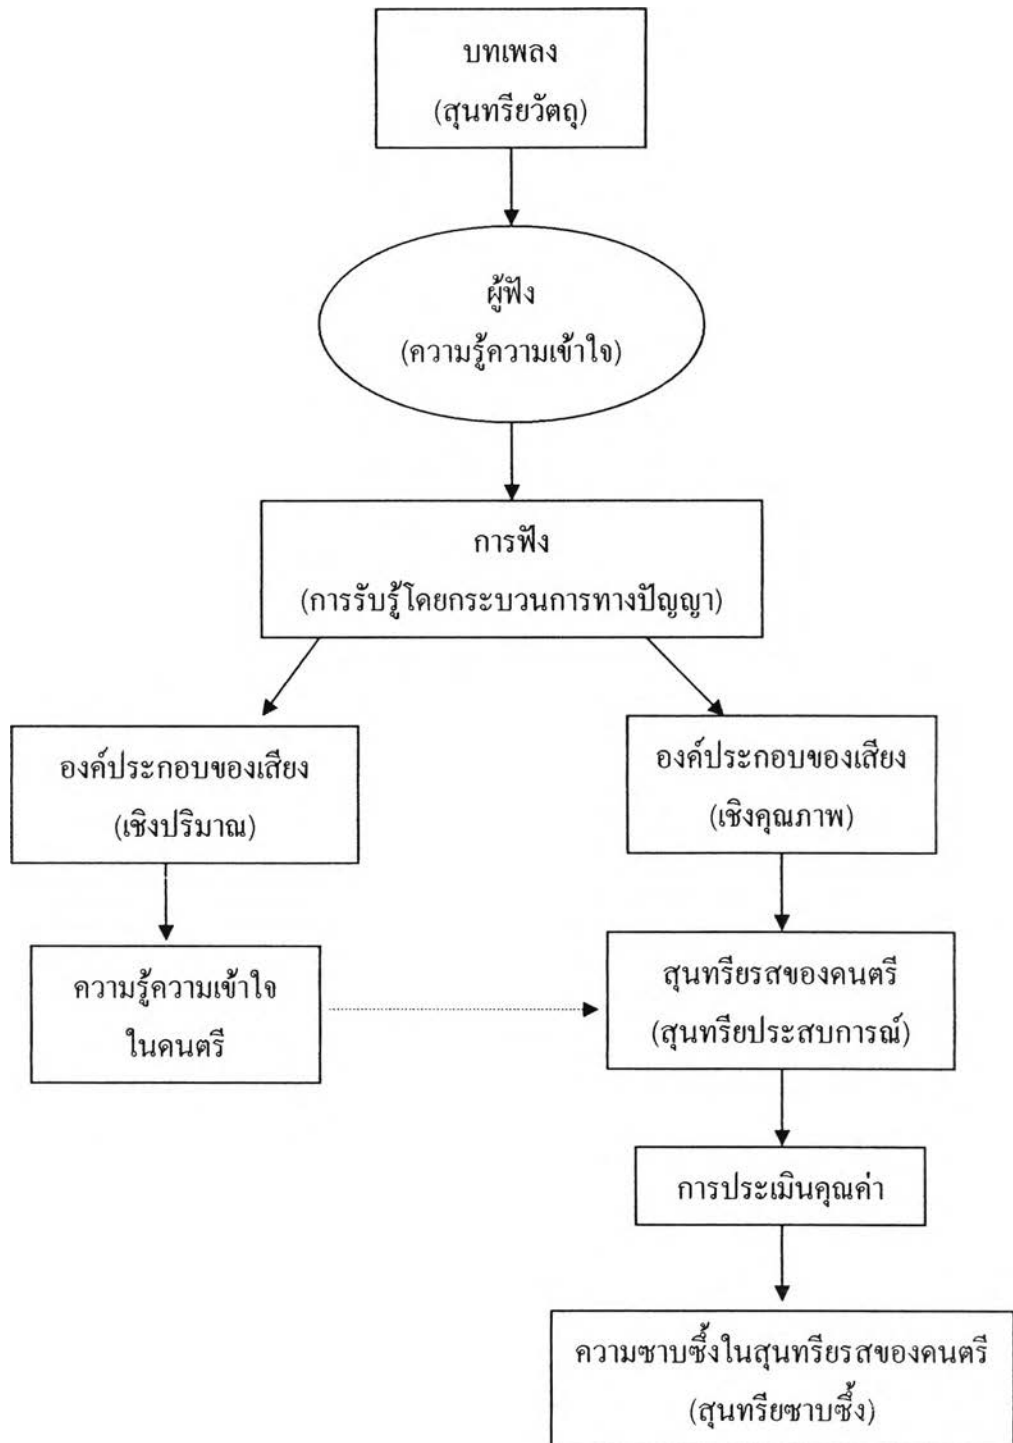 บทเพลง
(สุนทรียวัตถุ)
ผู้ฟัง
(ความรู้ความเข้าใจ)
การฟัง
(การรับรู้โดยกระบวนการทางปัญญา)
องค์ประกอบของเสียง
(เชิงปริมาณ)
องค์ประกอบของเสียง
(เชิงคุณภาพ)
ความรู้ความเข้าใจ
ในดนตรี
สุนทรียรสของดนตรี
(สุนทรียประสบการณ์)
การประเมินคุณค่า
ความซาบซึ้งในสุนทรียรสของดนตรี
(สุนทรียซาบซึ้ง)